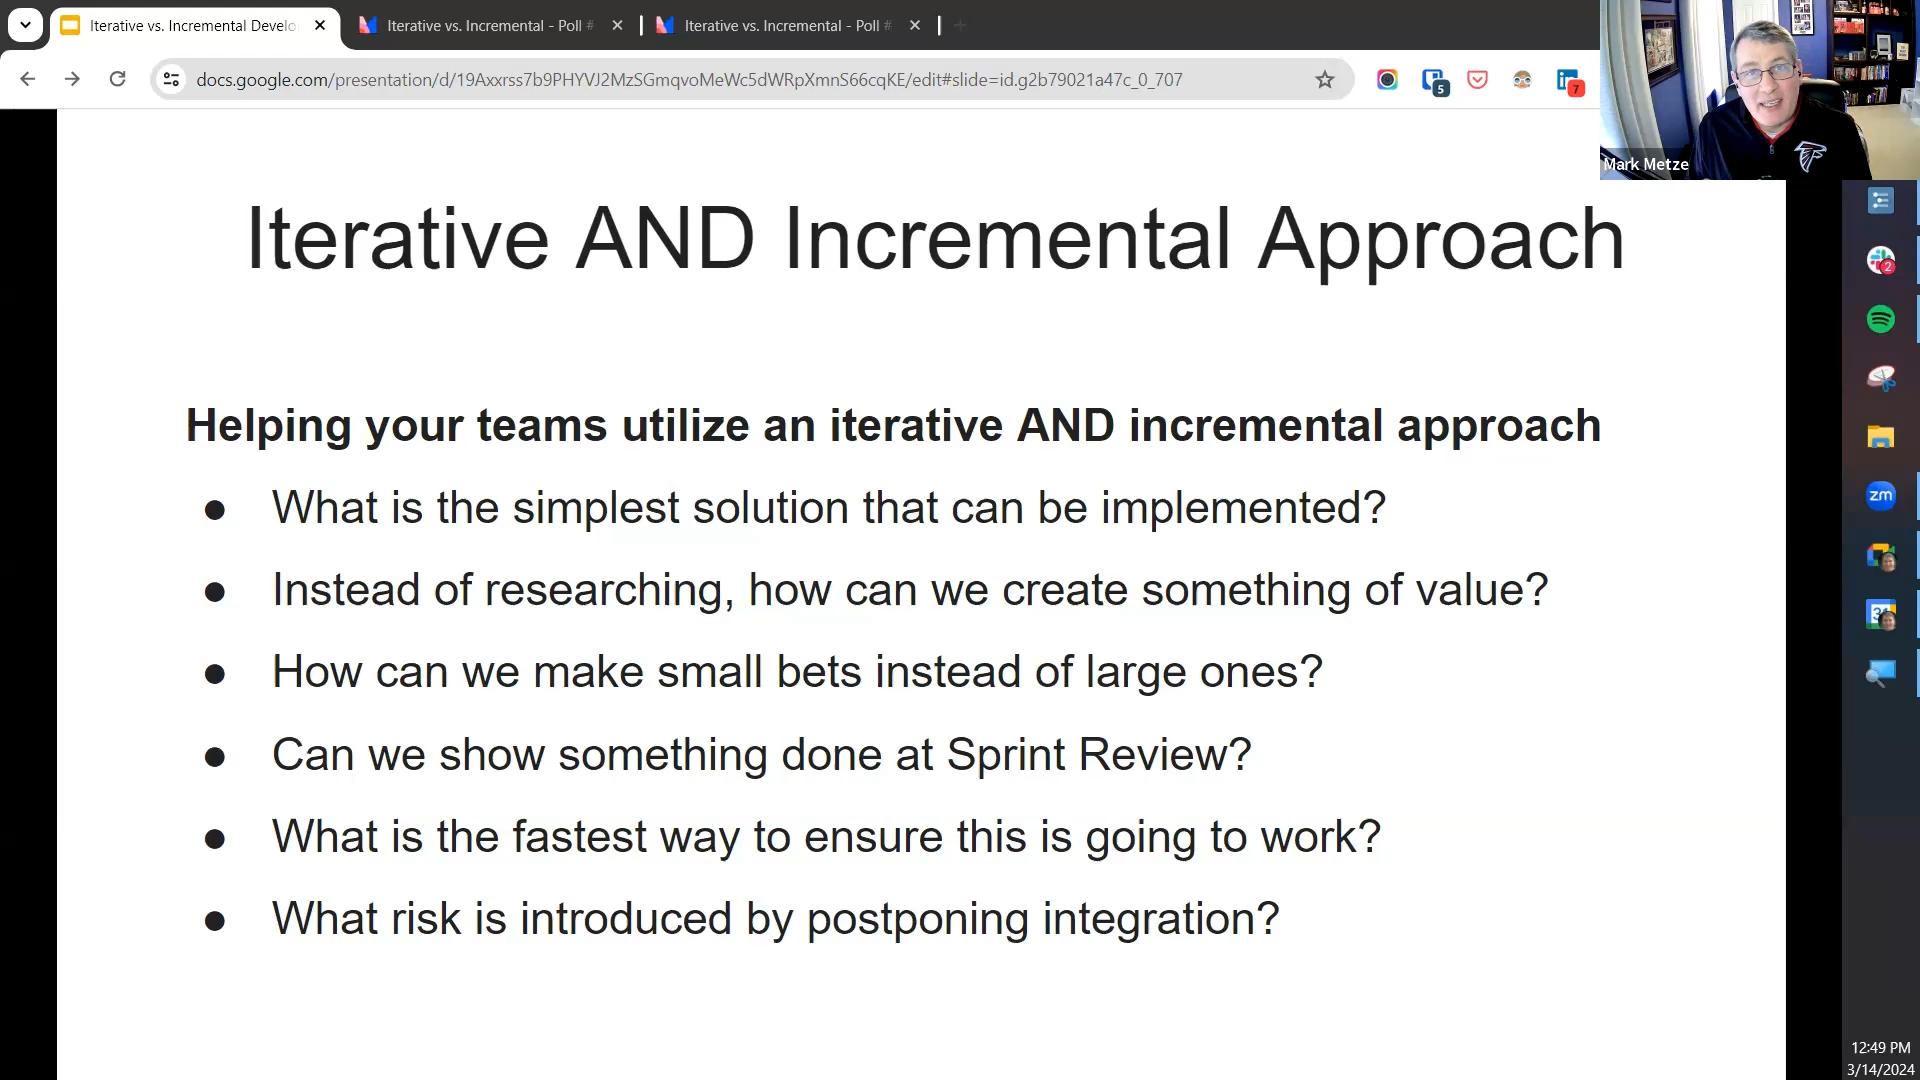 Iterative vs. Incremental Develo
Iterative vs. Incremental - Poll #
Iterative vs. Incremental - Poll #
docs.google.com/presentation/d/19Axxrss7b9PHYVJ2MzSGmqvoMeWc5dWRpXmnS66cqKE/edit#slide=id.g2b79021a47c_0_707
5
7
Mark Metze
Iterative AND Incremental Approach
Helping your teams utilize an iterative AND incremental approach
● What is the simplest solution that can be implemented?
● Instead of researching, how can we create something of value?
● How can we make small bets instead of large ones?
● Can we show something done at Sprint Review?
● What is the fastest way to ensure this is going to work?
● What risk is introduced by postponing integration?
2
zm
31
12:49 PM
3/14/2024